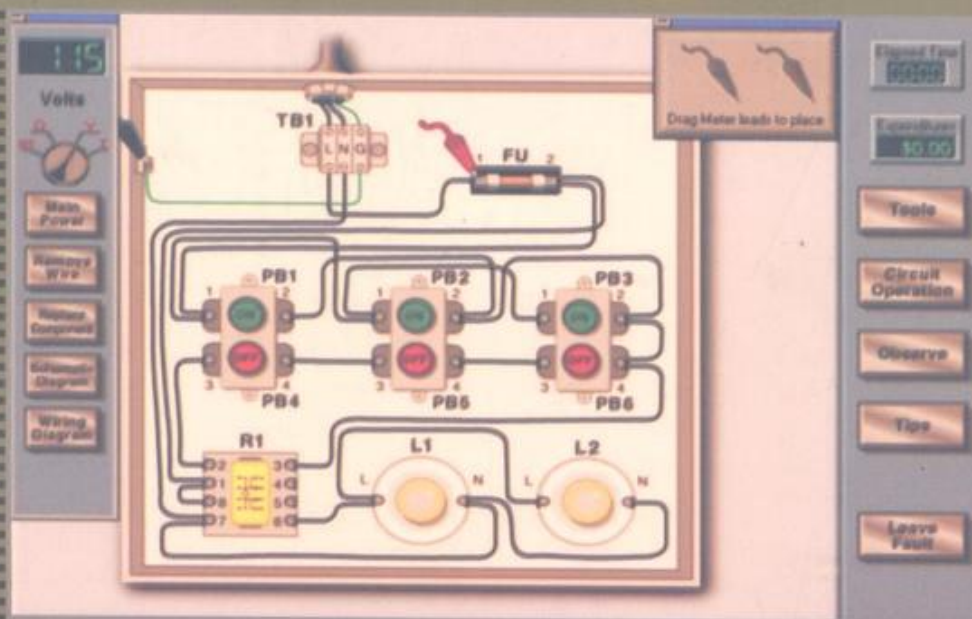 115
Volts
Main
Power
Remove
Wire
Replace
Component
Schematic
Diagram
Wiring
Diagram
TB1
L N G
1 FU 2
Drag Meter leads to place
Elapsed Time
Expenditures
Tools
Circuit
Operation
Observe
Tips
Leave
Fault
PB1 PB2 PB3
1 2 1 2 1 2
ON ON ON
OFF OFF OFF
3 4 3 4 3 4
PB4 PB5 PB6
R1 L1 L2
2 3
1 4
8 5
7 6
L N L N